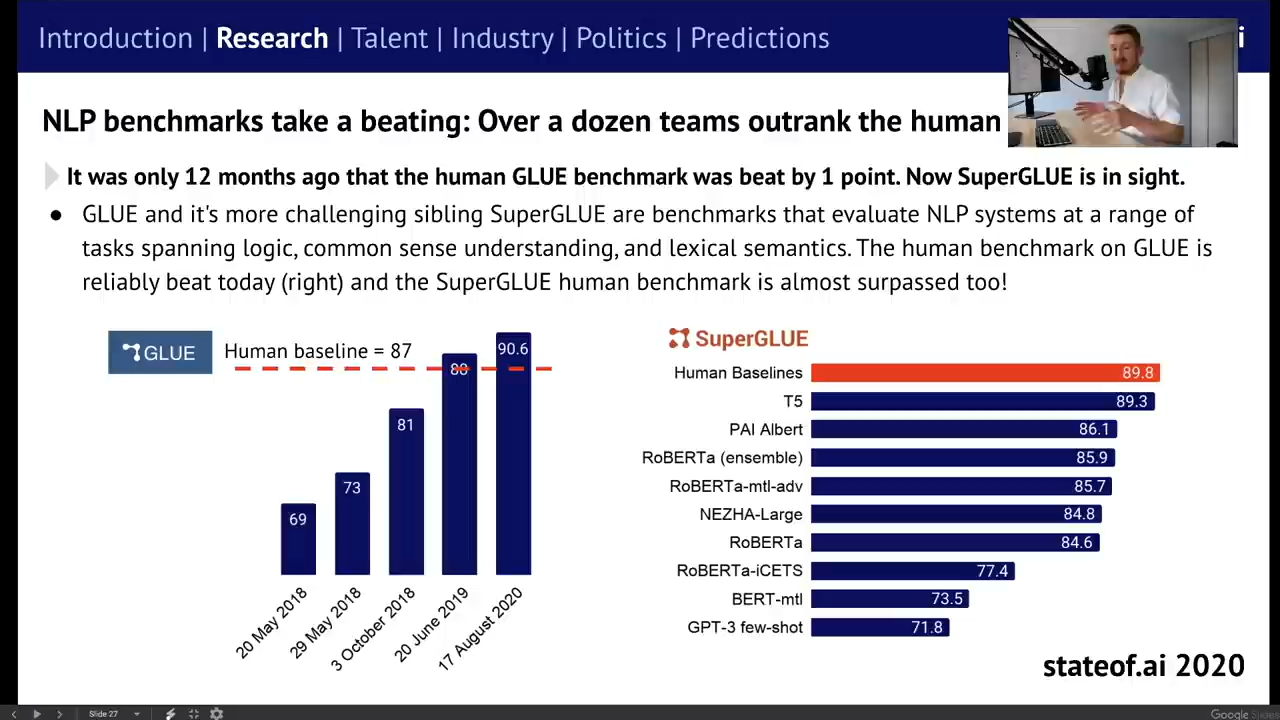 Introduction | Research | Talent | Industry | Politics | Predictions
i
NLP benchmarks take a beating: Over a dozen teams outrank the human
It was only 12 months ago that the human GLUE benchmark was beat by 1 point. Now SuperGLUE is in sight.
● GLUE and it's more challenging sibling SuperGLUE are benchmarks that evaluate NLP systems at a range of
tasks spanning logic, common sense understanding, and lexical semantics. The human benchmark on GLUE is
reliably beat today (right) and the SuperGLUE human benchmark is almost surpassed too!
GLUE
Human baseline = 87
69
73
81
88
90.6
20 May 2018
29 May 2018
3 October 2018
20 June 2019
17 August 2020
SuperGLUE
Human Baselines 89.8
T5 89.3
PAI Albert 86.1
RoBERTa (ensemble) 85.9
RoBERTa-mtl-adv 85.7
NEZHA-Large 84.8
RoBERTa 84.6
RoBERTa-iCETS 77.4
BERT-mtl 73.5
GPT-3 few-shot 71.8
stateof.ai 2020
Slide 27
Google Slides